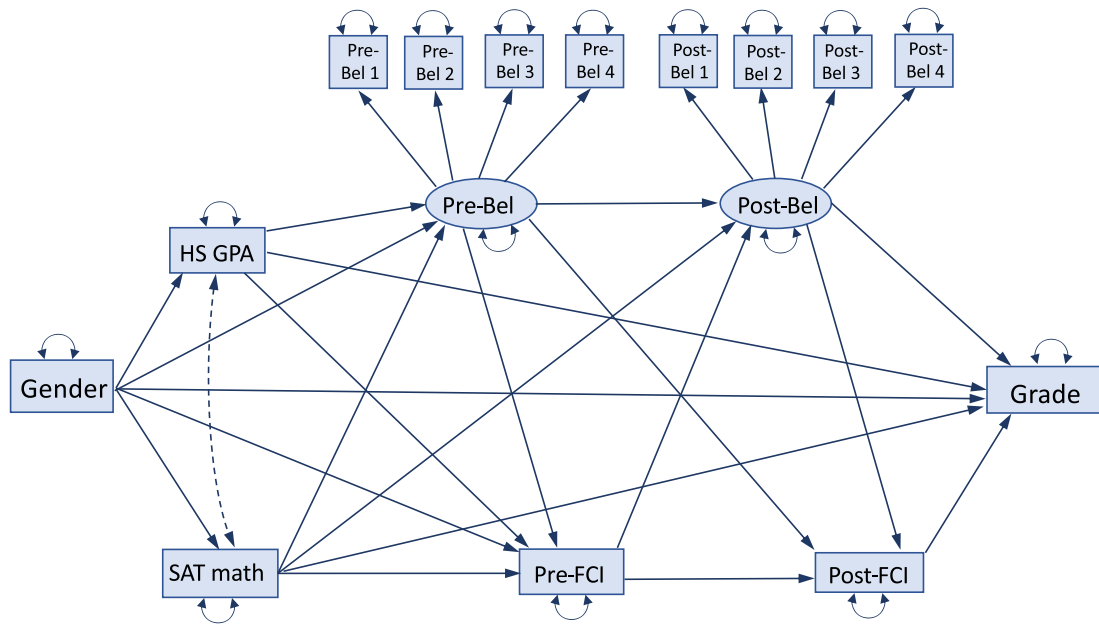 Pre-
Bel 1
Pre-
Bel 2
Pre-
Bel 3
Pre-
Bel 4
Post-
Bel 1
Post-
Bel 2
Post-
Bel 3
Post-
Bel 4
Pre-Bel
Post-Bel
HS GPA
Gender
Grade
SAT math
Pre-FCI
Post-FCI